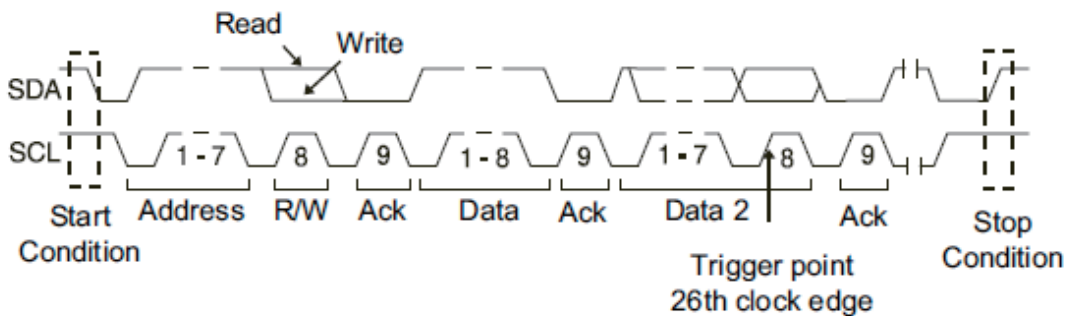 Read
Write
SDA
SCL
1 - 7
8
9
1 - 8
9
1 - 7
8
9
Start
Condition
Address
R/W
Ack
Data
Ack
Data 2
Ack
Stop
Condition
Trigger point
26th clock edge